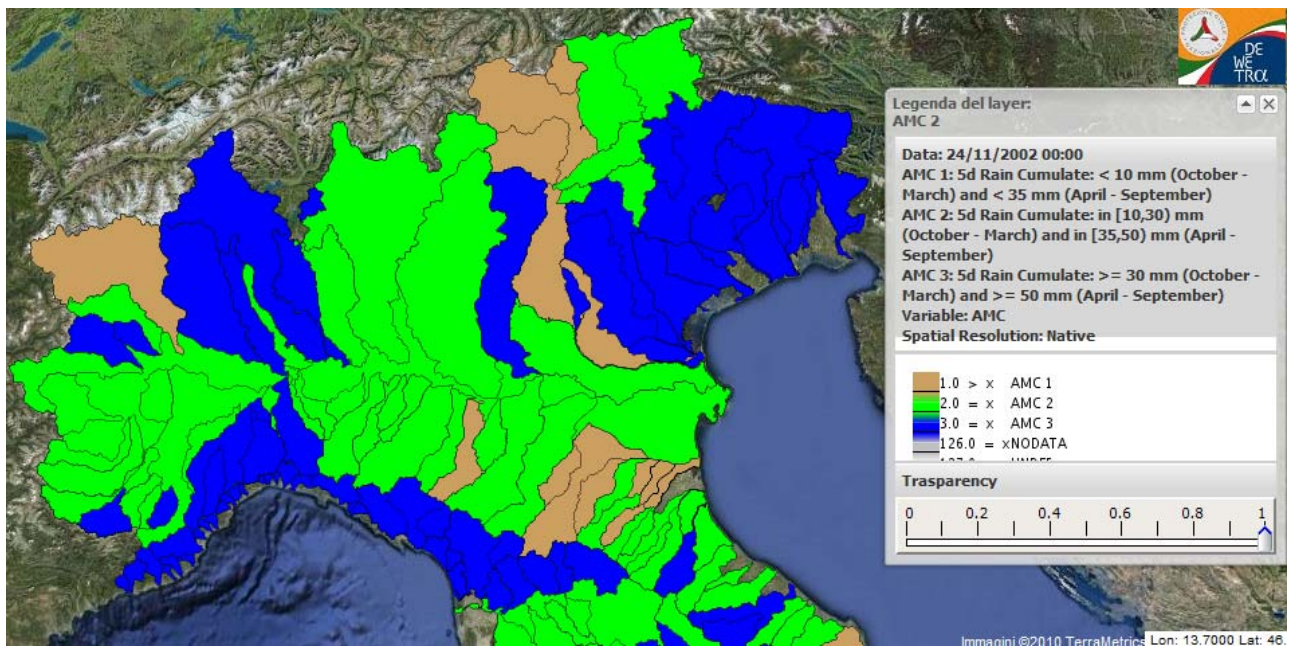 PROTEZIONE CIVILE
NAZIONALE
DE
WE
TRα
Legenda del layer:
AMC 2
Data: 24/11/2002 00:00
AMC 1: 5d Rain Cumulate: < 10 mm (October -
March) and < 35 mm (April - September)
AMC 2: 5d Rain Cumulate: in [10,30) mm
(October - March) and in [35,50) mm (April -
September)
AMC 3: 5d Rain Cumulate: >= 30 mm (October -
March) and >= 50 mm (April - September)
Variable: AMC
Spatial Resolution: Native
1.0 > x AMC 1
2.0 = x AMC 2
3.0 = x AMC 3
126.0 = xNODATA
Trasparency
0 0.2 0.4 0.6 0.8 1
Immagini ©2010 TerraMetrics
Lon: 13.7000 Lat: 46.